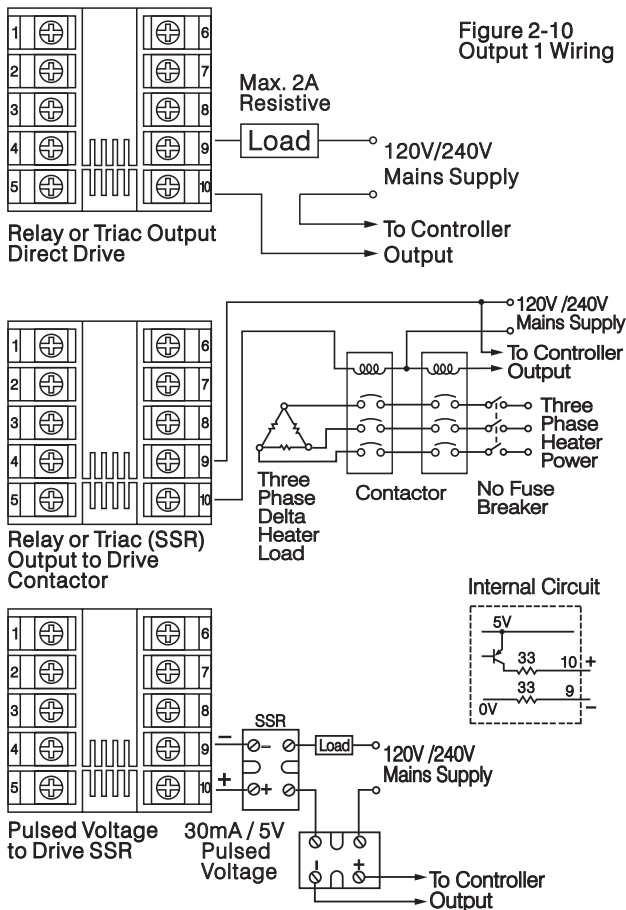 Figure 2-10
Output 1 Wiring
1
6
2
7
3
8
4
9
5
10
Max. 2A
Resistive
Load
120V/240V
Mains Supply
To Controller
Output
Relay or Triac Output
Direct Drive
1
6
2
7
3
8
4
9
5
10
120V /240V
Mains Supply
To Controller
Output
Three
Phase
Heater
Power
Three
Phase
Delta
Heater
Load
Contactor
No Fuse
Breaker
Relay or Triac (SSR)
Output to Drive
Contactor
Internal Circuit
5V
33
10
+
33
9
0V
−
1
6
2
7
3
8
4
9
5
10
−
+
SSR
−
+
Load
120V /240V
Mains Supply
Pulsed Voltage
to Drive SSR
30mA / 5V
Pulsed
Voltage
−
+
To Controller
Output